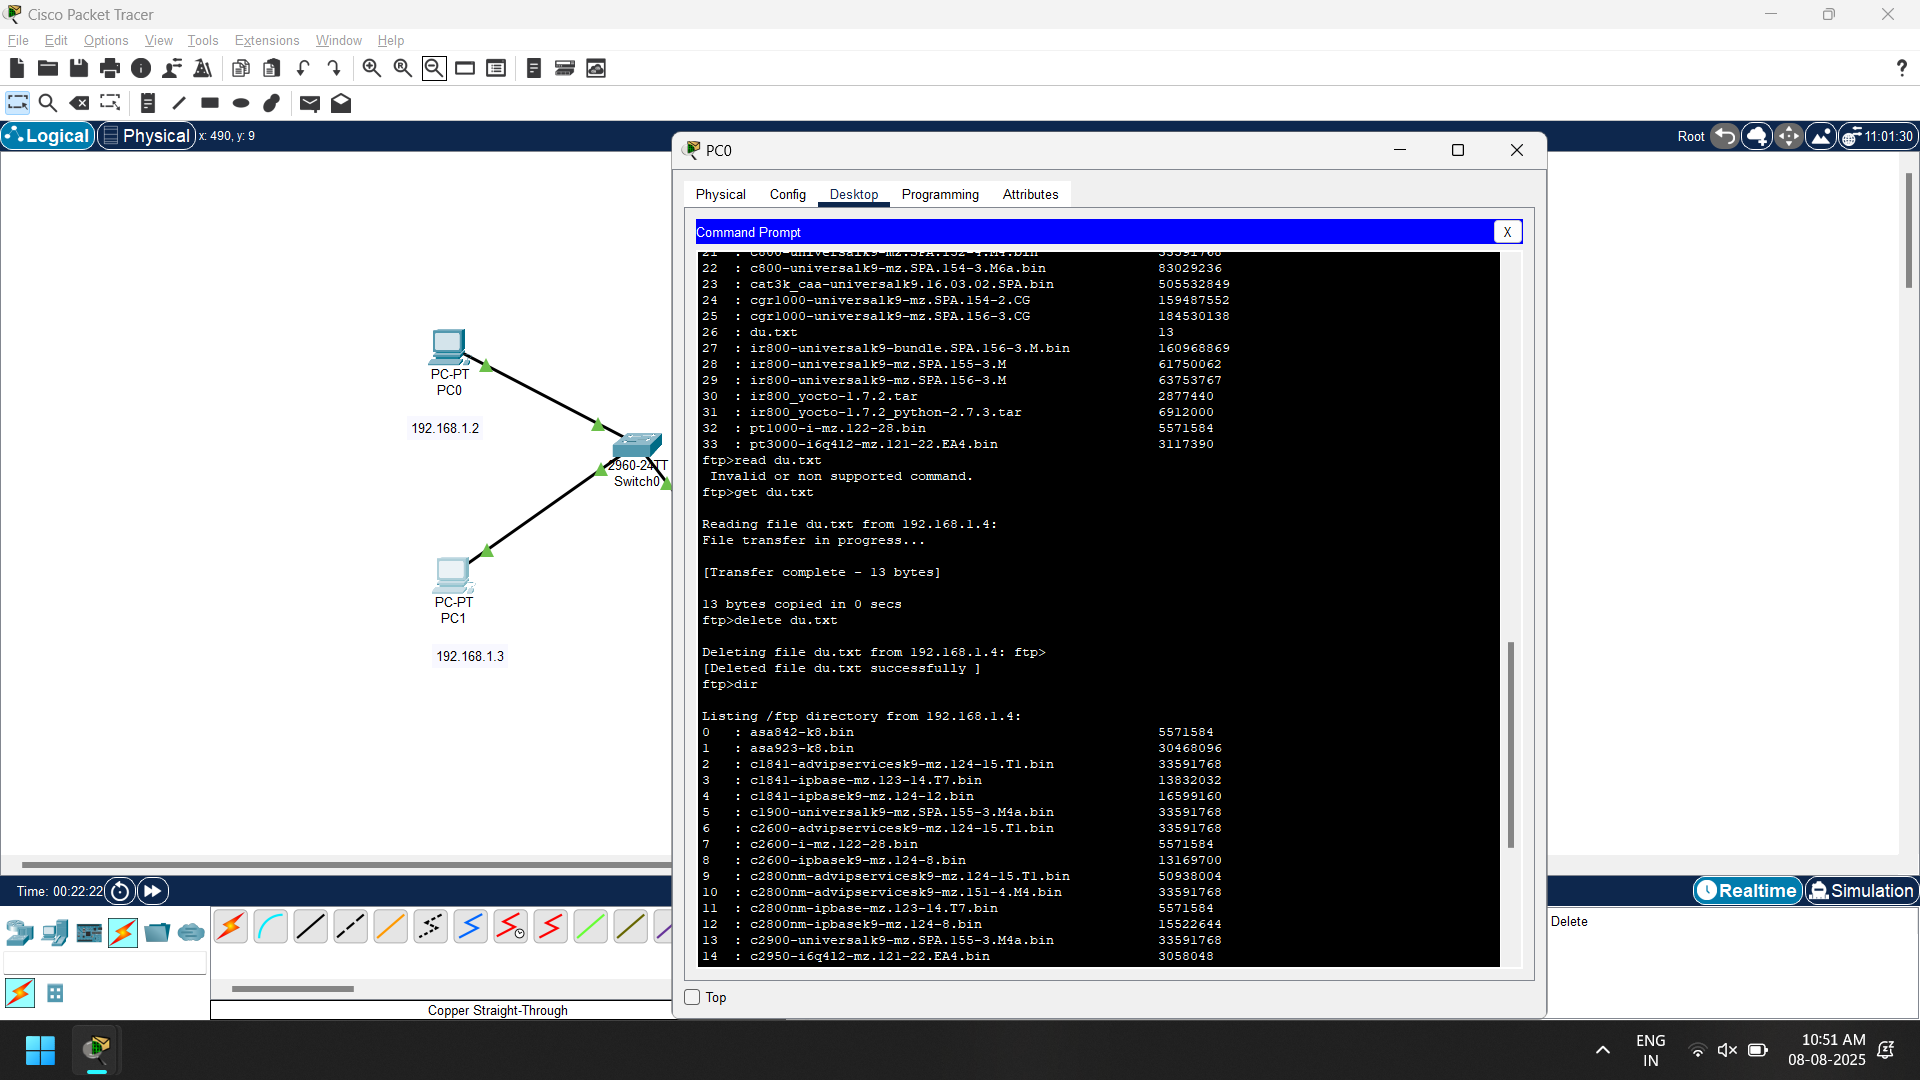 Cisco Packet Tracer
File Edit Options View Tools Extensions Window Help
Logical Physical x: 490, y: 9 Root 11:01:30
PC0
Physical Config Desktop Programming Attributes
Command Prompt X
21 : c800-universalk9-mz.SPA.152-4.M4.bin 33591768
22 : c800-universalk9-mz.SPA.154-3.M6a.bin 83029236
23 : cat3k_caa-universalk9.16.03.02.SPA.bin 505532849
24 : cgr1000-universalk9-mz.SPA.154-2.CG 159487552
25 : cgr1000-universalk9-mz.SPA.156-3.CG 184530138
26 : du.txt 13
27 : ir800-universalk9-bundle.SPA.156-3.M.bin 160968869
28 : ir800-universalk9-mz.SPA.155-3.M 61750062
29 : ir800-universalk9-mz.SPA.156-3.M 63753767
30 : ir800_yocto-1.7.2.tar 2877440
31 : ir800_yocto-1.7.2_python-2.7.3.tar 6912000
32 : pt1000-i-mz.122-28.bin 5571584
33 : pt3000-i6q4l2-mz.121-22.EA4.bin 3117390
ftp>read du.txt
Invalid or non supported command.
ftp>get du.txt
Reading file du.txt from 192.168.1.4:
File transfer in progress...
[Transfer complete - 13 bytes]
13 bytes copied in 0 secs
ftp>delete du.txt
Deleting file du.txt from 192.168.1.4: ftp>
[Deleted file du.txt successfully ]
ftp>dir
Listing /ftp directory from 192.168.1.4:
0 : asa842-k8.bin 5571584
1 : asa923-k8.bin 30468096
2 : c1841-advipservicesk9-mz.124-15.T1.bin 33591768
3 : c1841-ipbase-mz.123-14.T7.bin 13832032
4 : c1841-ipbasek9-mz.124-12.bin 16599160
5 : c1900-universalk9-mz.SPA.155-3.M4a.bin 33591768
6 : c2600-advipservicesk9-mz.124-15.T1.bin 33591768
7 : c2600-i-mz.122-28.bin 5571584
8 : c2600-ipbasek9-mz.124-8.bin 13169700
9 : c2800nm-advipservicesk9-mz.124-15.T1.bin 50938004
10 : c2800nm-advipservicesk9-mz.151-4.M4.bin 33591768
11 : c2800nm-ipbase-mz.123-14.T7.bin 5571584
12 : c2800nm-ipbasek9-mz.124-8.bin 15522644
13 : c2900-universalk9-mz.SPA.155-3.M4a.bin 33591768
14 : c2950-i6q4l2-mz.121-22.EA4.bin 3058048
Top
PC-PT
PC0
192.168.1.2
2960-24TT
Switch0
PC-PT
PC1
192.168.1.3
Time: 00:22:22 Realtime Simulation
Delete
Copper Straight-Through
ENG
IN
10:51 AM
08-08-2025